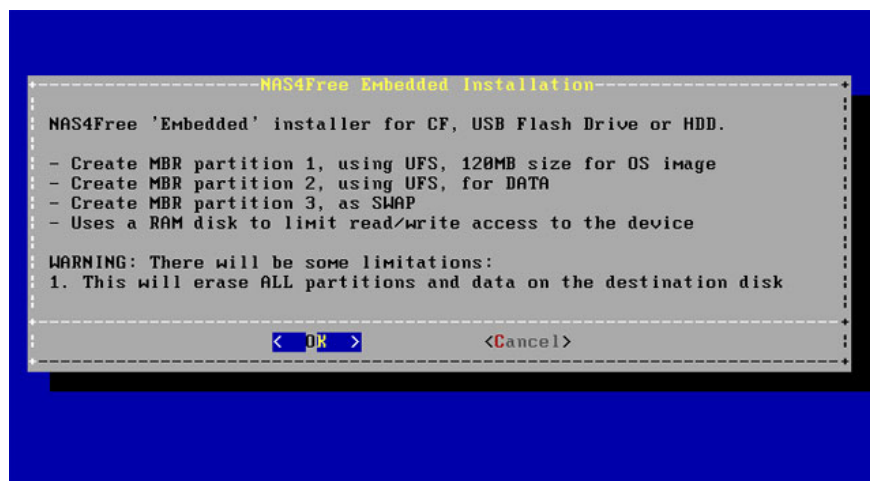 NAS4Free Embedded Installation
NAS4Free 'Embedded' installer for CF, USB Flash Drive or HDD.
- Create MBR partition 1, using UFS, 120MB size for OS image
- Create MBR partition 2, using UFS, for DATA
- Create MBR partition 3, as SWAP
- Uses a RAM disk to limit read/write access to the device
WARNING: There will be some limitations:
1. This will erase ALL partitions and data on the destination disk
< OK > <Cancel>